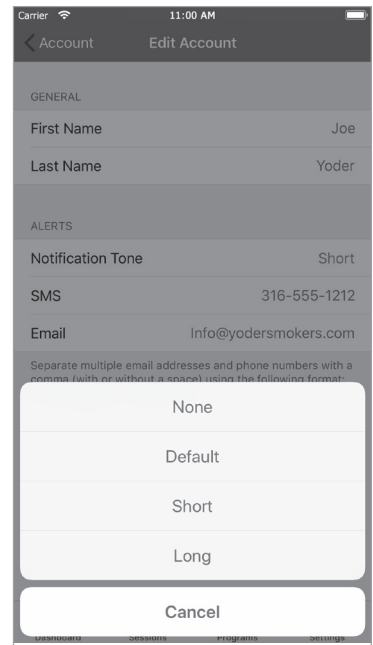 Carrier 11:00 AM
Account Edit Account
GENERAL
First Name Joe
Last Name Yoder
ALERTS
Notification Tone Short
SMS 316-555-1212
Email Info@yodersmokers.com
Separate multiple email addresses and phone numbers with a
comma (with or without a space) using the following format:
None
Default
Short
Long
Cancel
Dashboard Sessions Programs Settings